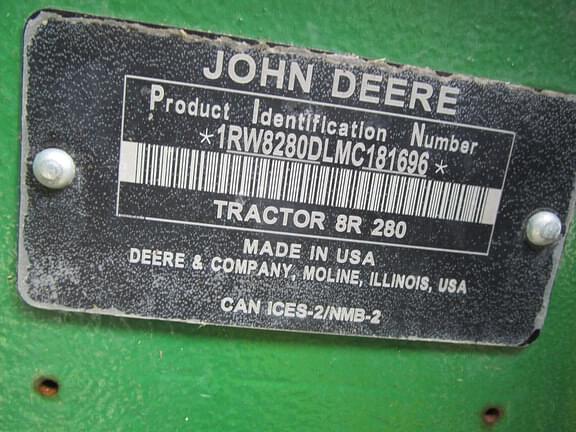 JOHN DEERE
Product Identification Number
*1RW8280DLMC181696*
TRACTOR 8R 280
MADE IN USA
DEERE & COMPANY, MOLINE, ILLINOIS, USA
CAN ICES-2/NMB-2